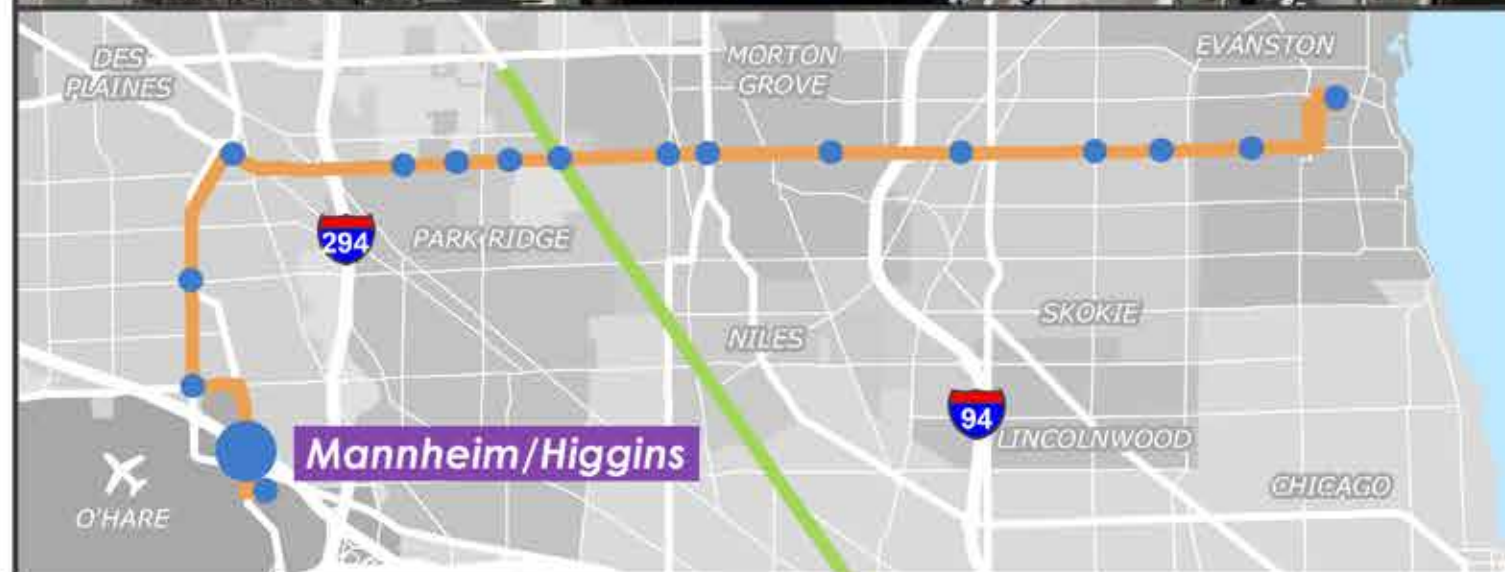 DES
PLAINES
MORTON
GROVE
EVANSTON
294
PARK RIDGE
NILES
SKOKIE
94
LINCOLNWOOD
Mannheim/Higgins
CHICAGO
O'HARE